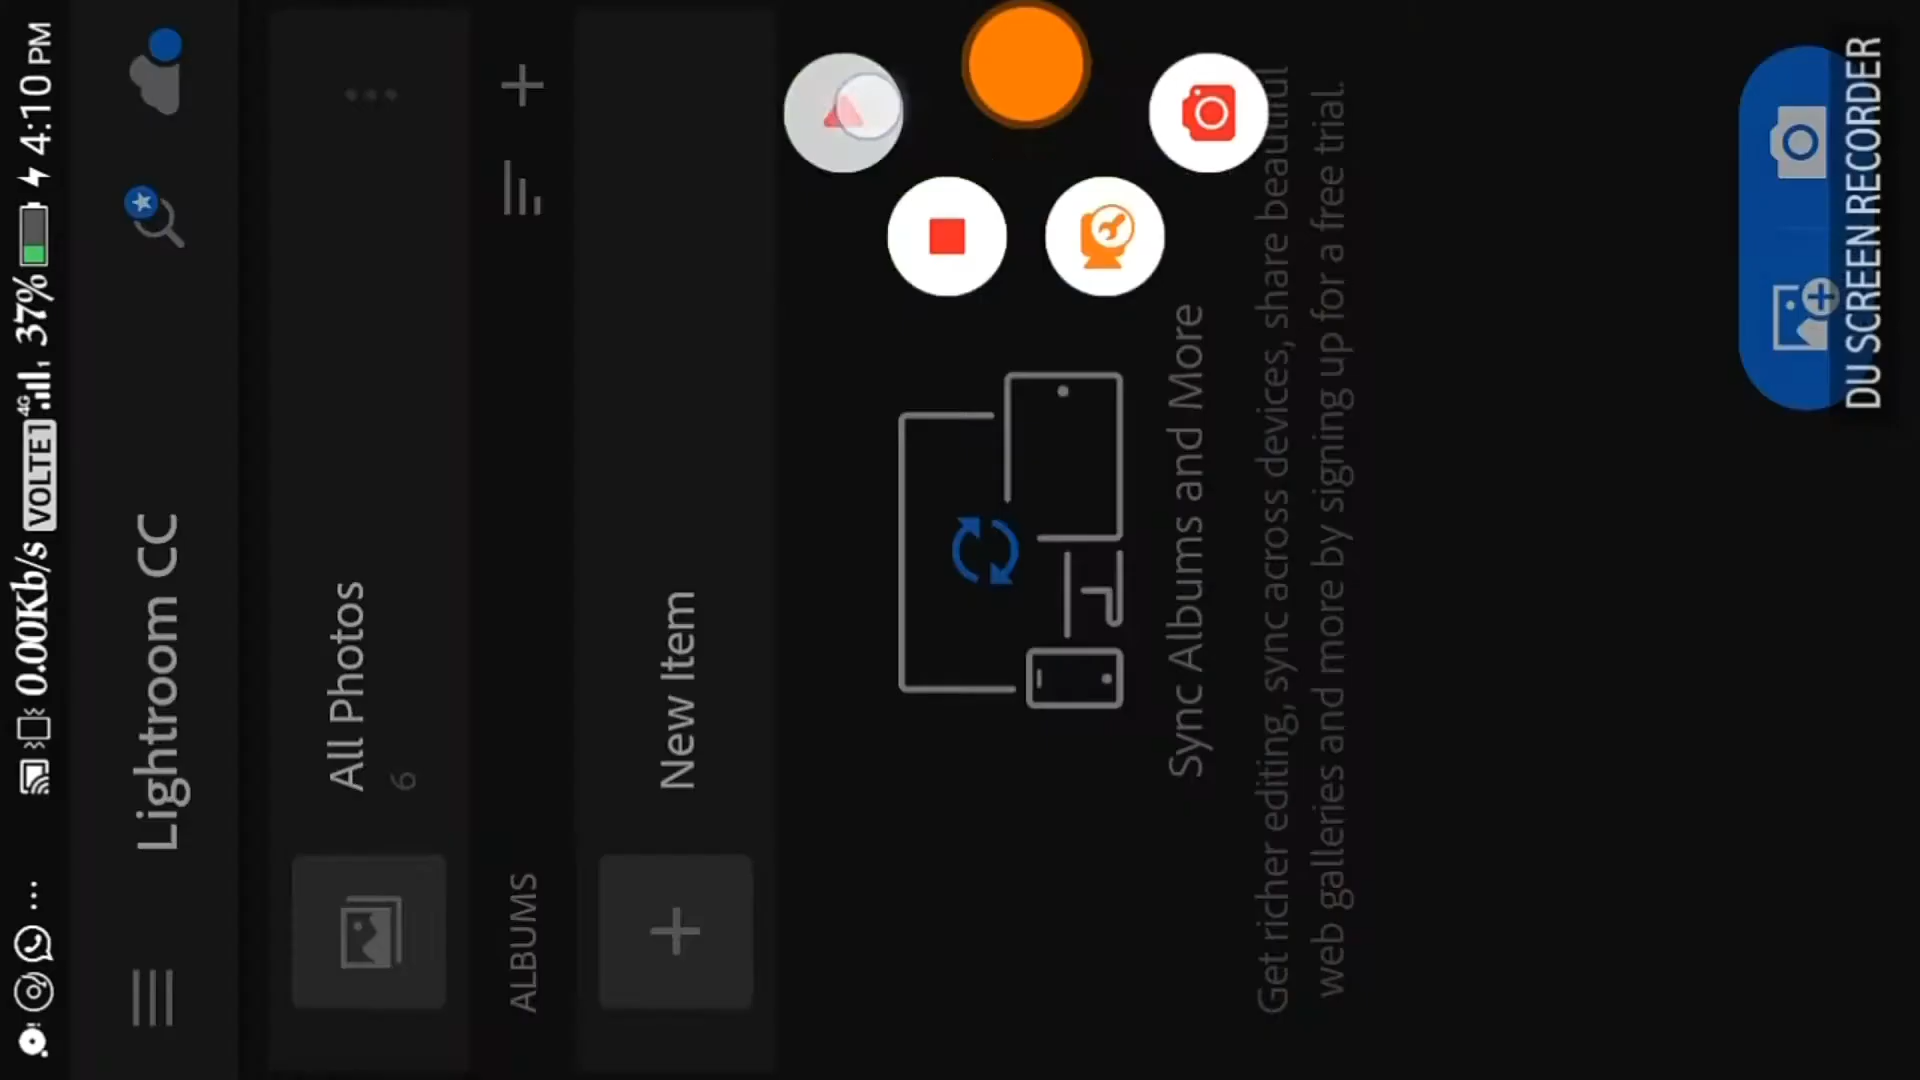 0.00Kb/s VOLTE1 4G 37% 4:10 PM
Lightroom CC
All Photos
6
ALBUMS
New Item
Sync Albums and More
Get richer editing, sync across devices, share beautiful
web galleries and more by signing up for a free trial.
DU SCREEN RECORDER